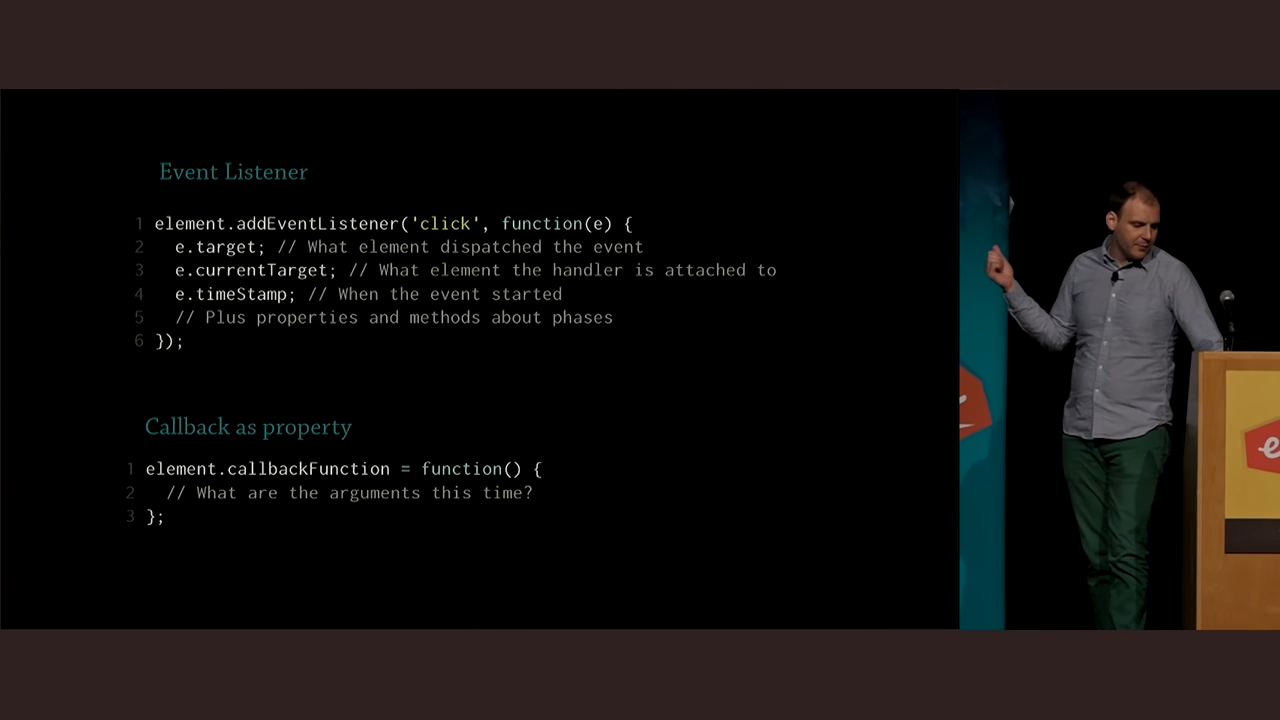 Event Listener
1 element.addEventListener('click', function(e) {
2 e.target; // What element dispatched the event
3 e.currentTarget; // What element the handler is attached to
4 e.timeStamp; // When the event started
5 // Plus properties and methods about phases
6 });
Callback as property
1 element.callbackFunction = function() {
2 // What are the arguments this time?
3 };